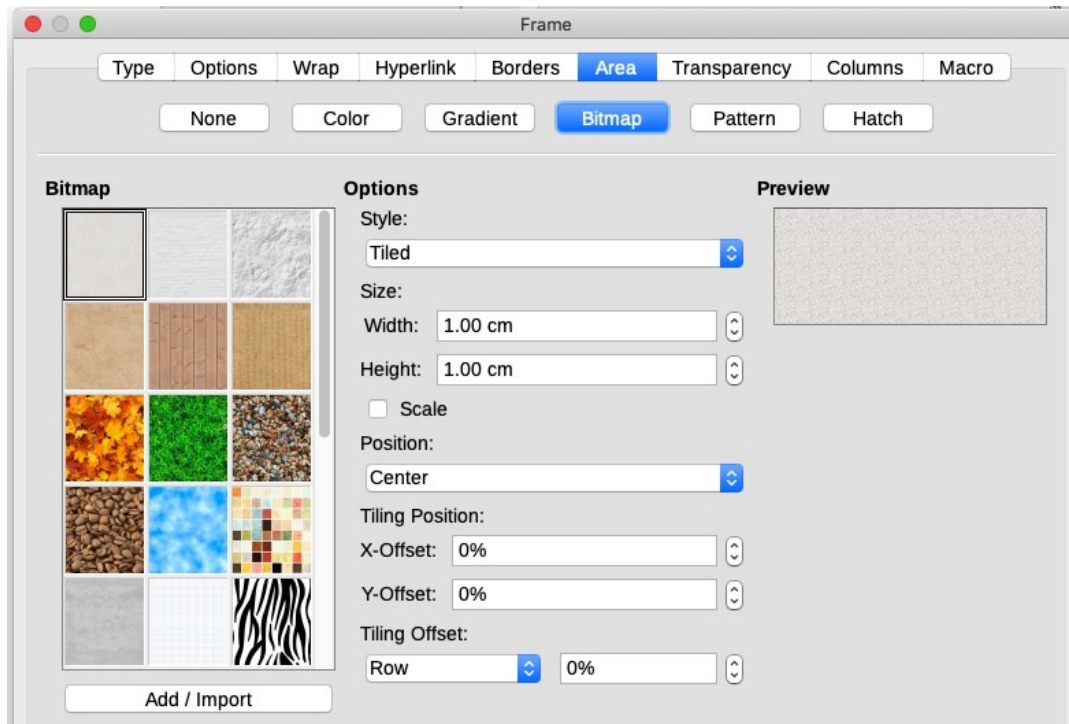 Frame
Type Options Wrap Hyperlink Borders Area Transparency Columns Macro
None Color Gradient Bitmap Pattern Hatch
Bitmap
Add / Import
Options
Style:
Tiled
Size:
Width: 1.00 cm
Height: 1.00 cm
Scale
Position:
Center
Tiling Position:
X-Offset: 0%
Y-Offset: 0%
Tiling Offset:
Row 0%
Preview